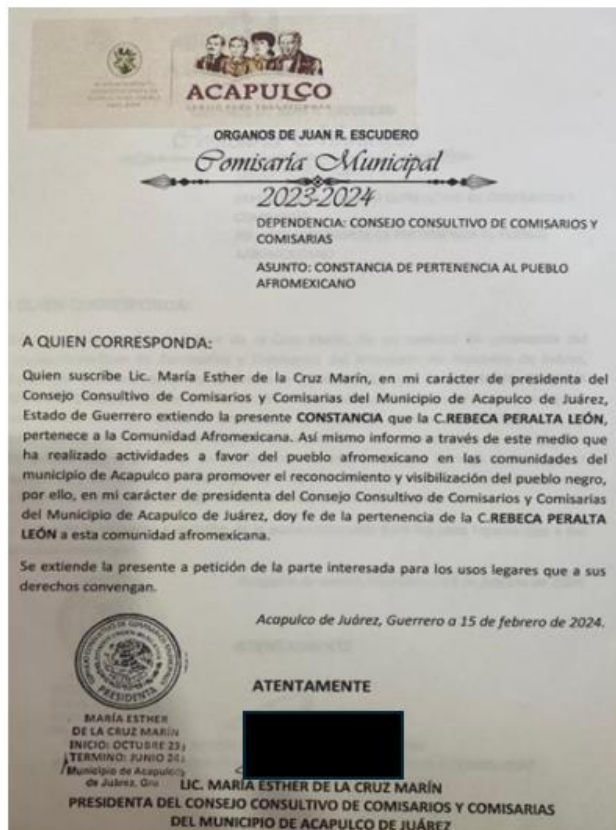 ACAPULCO
ORGANOS DE JUAN R. ESCUDERO
Comisaría Municipal
2023-2024
DEPENDENCIA: CONSEJO CONSULTIVO DE COMISARIOS Y
COMISARIAS
ASUNTO: CONSTANCIA DE PERTENENCIA AL PUEBLO
AFROMEXICANO
A QUIEN CORRESPONDA:
Quien suscribe Lic. María Esther de la Cruz Marín, en mi carácter de presidenta del
Consejo Consultivo de Comisarios y Comisarias del Municipio de Acapulco de Juárez,
Estado de Guerrero extiendo la presente CONSTANCIA que la C.REBECA PERALTA LEÓN,
pertenece a la Comunidad Afromexicana. Así mismo informo a través de este medio que
ha realizado actividades a favor del pueblo afromexicano en las comunidades del
municipio de Acapulco para promover el reconocimiento y visibilización del pueblo negro,
por ello, en mi carácter de presidenta del Consejo Consultivo de Comisarios y Comisarias
del Municipio de Acapulco de Juárez, doy fe de la pertenencia de la C.REBECA PERALTA
LEÓN a esta comunidad afromexicana.
Se extiende la presente a petición de la parte interesada para los usos legares que a sus
derechos convengan.
Acapulco de Juárez, Guerrero a 15 de febrero de 2024.
PRESIDENTA
ATENTAMENTE
MARÍA ESTHER
DE LA CRUZ MARÍN
INICIO: OCTUBRE 23
TERMINO: JUNIO 24
Municipio de Acapulco
de Juárez, Gro
LIC. MARÍA ESTHER DE LA CRUZ MARÍN
PRESIDENTA DEL CONSEJO CONSULTIVO DE COMISARIOS Y COMISARIAS
DEL MUNICIPIO DE ACAPULCO DE JUÁREZ